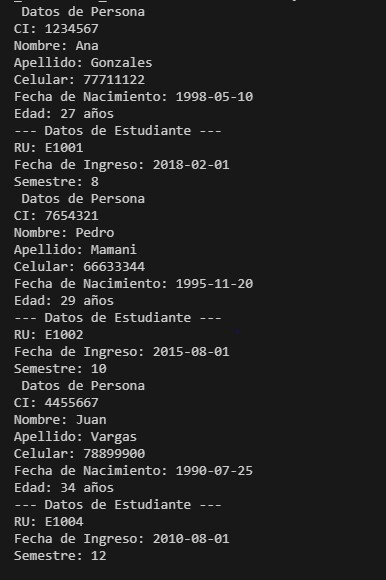 Datos de Persona
CI: 1234567
Nombre: Ana
Apellido: Gonzales
Celular: 77711122
Fecha de Nacimiento: 1998-05-10
Edad: 27 años
--- Datos de Estudiante ---
RU: E1001
Fecha de Ingreso: 2018-02-01
Semestre: 8
Datos de Persona
CI: 7654321
Nombre: Pedro
Apellido: Mamani
Celular: 66633344
Fecha de Nacimiento: 1995-11-20
Edad: 29 años
--- Datos de Estudiante ---
RU: E1002
Fecha de Ingreso: 2015-08-01
Semestre: 10
Datos de Persona
CI: 4455667
Nombre: Juan
Apellido: Vargas
Celular: 78899900
Fecha de Nacimiento: 1990-07-25
Edad: 34 años
--- Datos de Estudiante ---
RU: E1004
Fecha de Ingreso: 2010-08-01
Semestre: 12